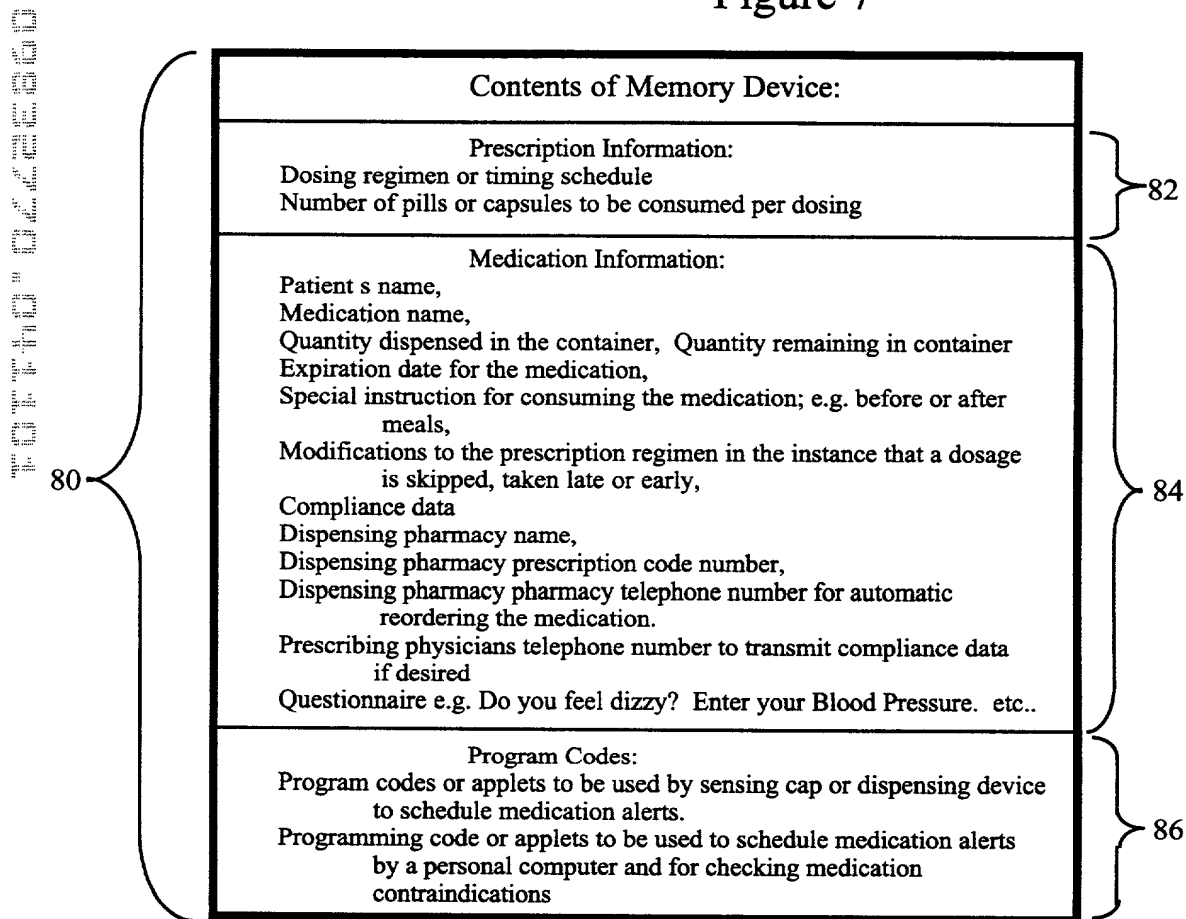 Figure 7
Contents of Memory Device:
Prescription Information:
Dosing regimen or timing schedule
Number of pills or capsules to be consumed per dosing
82
Medication Information:
Patient s name,
Medication name,
Quantity dispensed in the container, Quantity remaining in container
Expiration date for the medication,
Special instruction for consuming the medication; e.g. before or after
meals,
Modifications to the prescription regimen in the instance that a dosage
is skipped, taken late or early,
80
Compliance data
84
Dispensing pharmacy name,
Dispensing pharmacy prescription code number,
Dispensing pharmacy pharmacy telephone number for automatic
reordering the medication.
Prescribing physicians telephone number to transmit compliance data
if desired
Questionnaire e.g. Do you feel dizzy? Enter your Blood Pressure. etc..
Program Codes:
Program codes or applets to be used by sensing cap or dispensing device
to schedule medication alerts.
Programming code or applets to be used to schedule medication alerts
by a personal computer and for checking medication
contraindications
86